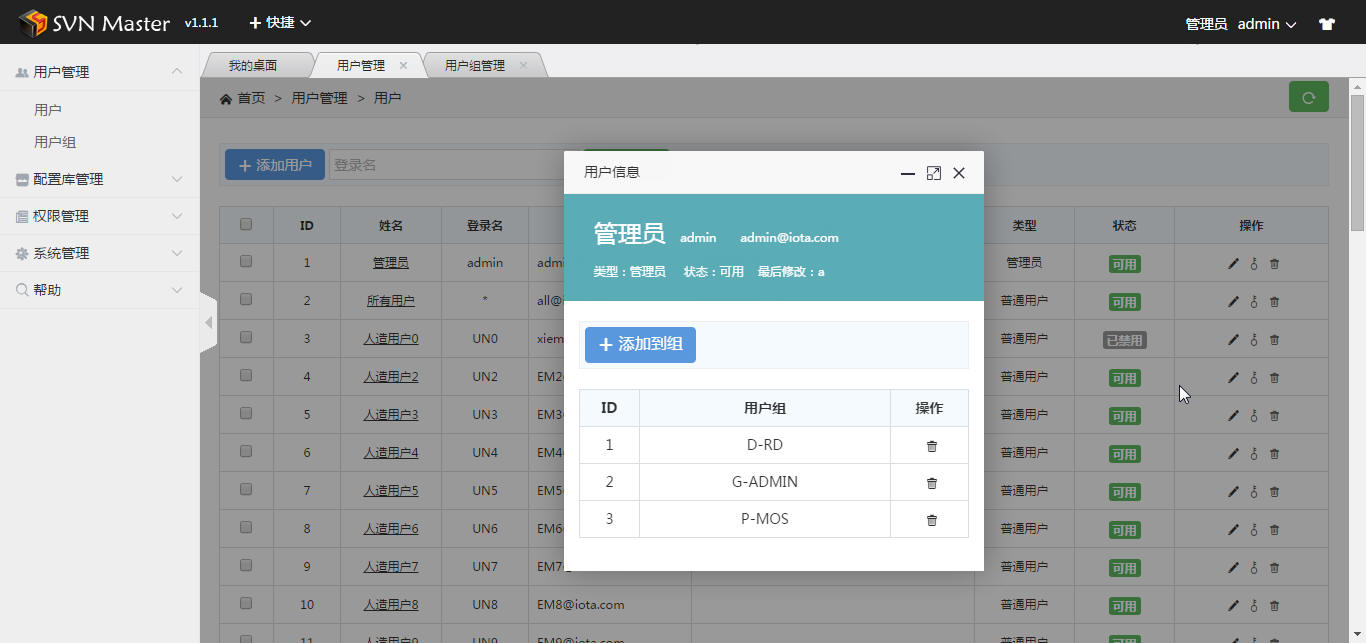 SVN Master v1.1.1 快捷 管理员 admin
我的桌面 用户管理 用户组管理
用户管理
用户
用户组
配置库管理
权限管理
系统管理
帮助
首页 > 用户管理 > 用户
添加用户 登录名
ID 姓名 登录名 类型 状态 操作
1 管理员 admin adm 管理员 可用
2 所有用户 * all@ 普通用户 可用
3 人造用户0 UN0 xiem 普通用户 已禁用
4 人造用户2 UN2 EM2 普通用户 可用
5 人造用户3 UN3 EM3 普通用户 可用
6 人造用户4 UN4 EM4 普通用户 可用
7 人造用户5 UN5 EM5 普通用户 可用
8 人造用户6 UN6 EM6 普通用户 可用
9 人造用户7 UN7 EM7@ 普通用户 可用
10 人造用户8 UN8 EM8@iota.com 普通用户 可用
11 人造用户9 UN9 EM9@iota.com 普通用户 可用
用户信息
管理员 admin admin@iota.com
类型：管理员 状态：可用 最后修改：a
添加到组
ID 用户组 操作
1 D-RD
2 G-ADMIN
3 P-MOS